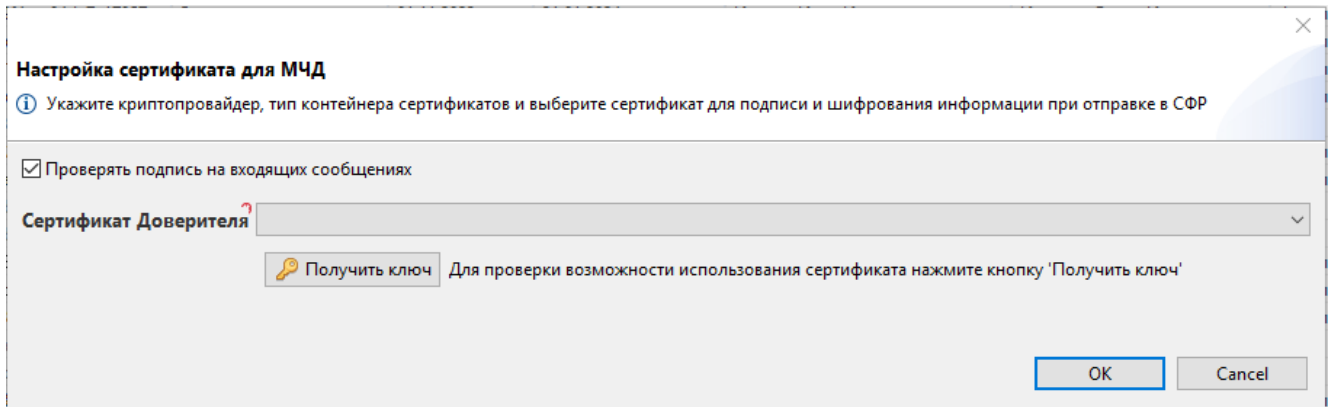 Настройка сертификата для МЧД
Укажите криптопровайдер, тип контейнера сертификатов и выберите сертификат для подписи и шифрования информации при отправке в СФР
Проверять подпись на входящих сообщениях
Сертификат Доверителя
Получить ключ Для проверки возможности использования сертификата нажмите кнопку 'Получить ключ'
OK Cancel